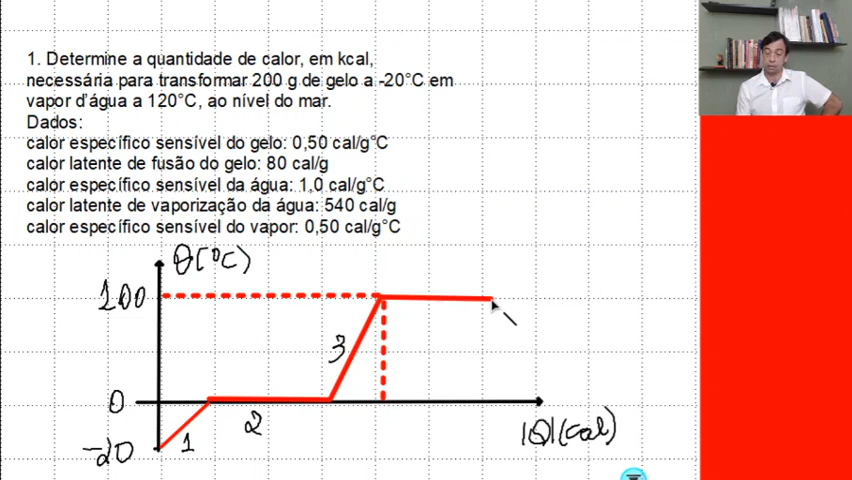 1. Determine a quantidade de calor, em kcal,
necessária para transformar 200 g de gelo a -20°C em
vapor d'água a 120°C, ao nível do mar.
Dados:
calor específico sensível do gelo: 0,50 cal/g°C
calor latente de fusão do gelo: 80 cal/g
calor específico sensível da água: 1,0 cal/g°C
calor latente de vaporização da água: 540 cal/g
calor específico sensível do vapor: 0,50 cal/g°C
θ(°C)
100
3
0
2
|Q|(cal)
-20
1